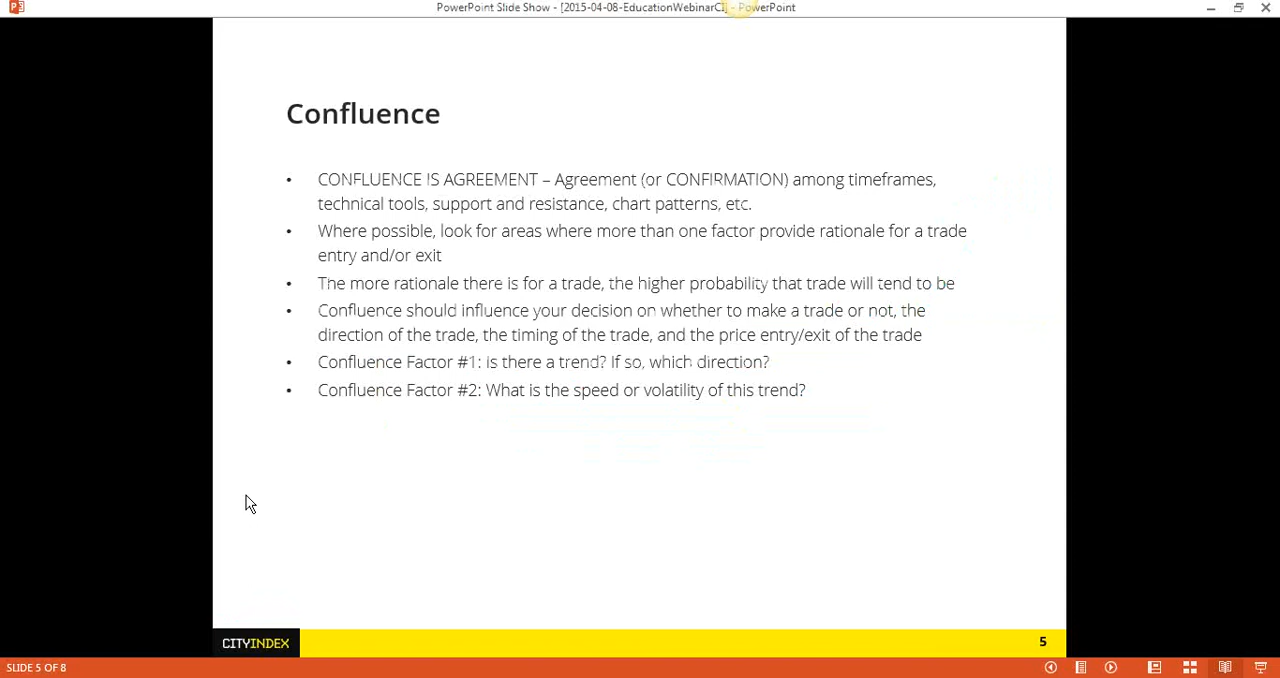 PowerPoint Slide Show - [2015-04-08-EducationWebinarCI] - PowerPoint
Confluence
• CONFLUENCE IS AGREEMENT – Agreement (or CONFIRMATION) among timeframes,
technical tools, support and resistance, chart patterns, etc.
• Where possible, look for areas where more than one factor provide rationale for a trade
entry and/or exit
• The more rationale there is for a trade, the higher probability that trade will tend to be
• Confluence should influence your decision on whether to make a trade or not, the
direction of the trade, the timing of the trade, and the price entry/exit of the trade
• Confluence Factor #1: is there a trend? If so, which direction?
• Confluence Factor #2: What is the speed or volatility of this trend?
CITYINDEX
5
SLIDE 5 OF 8